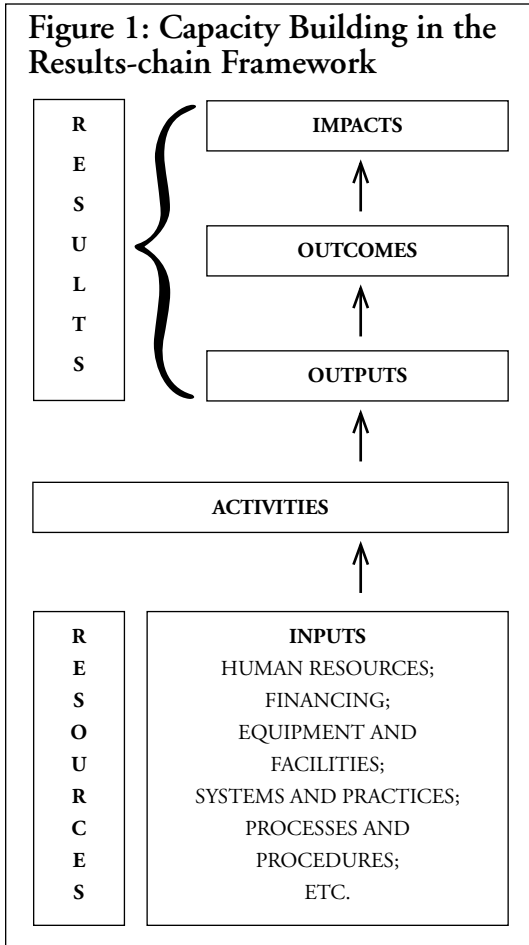 Figure 1: Capacity Building in the
Results-chain Framework
R
E
S
U
L
T
S
IMPACTS
OUTCOMES
OUTPUTS
ACTIVITIES
R
E
S
O
U
R
C
E
S
INPUTS
HUMAN RESOURCES;
FINANCING;
EQUIPMENT AND
FACILITIES;
SYSTEMS AND PRACTICES;
PROCESSES AND
PROCEDURES;
ETC.